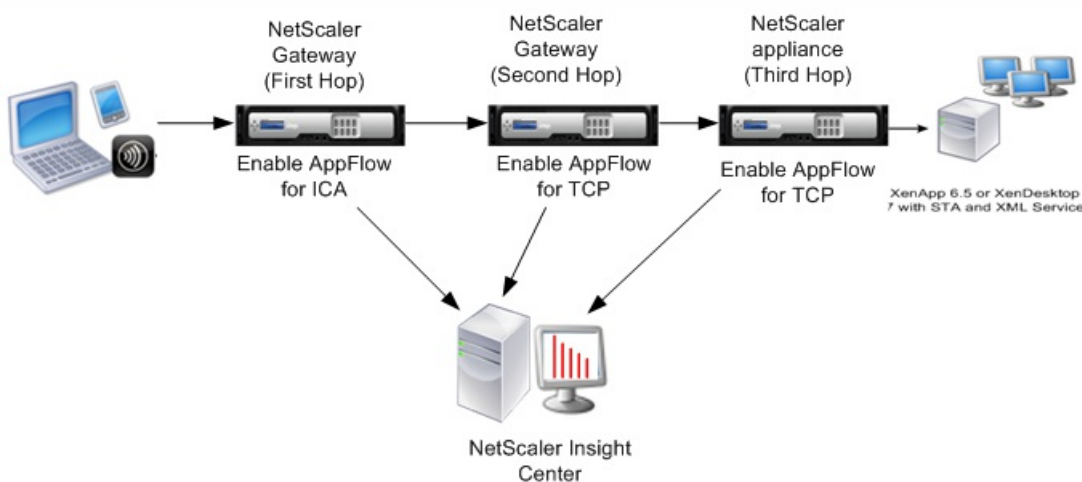 NetScaler
Gateway
(First Hop)
NetScaler
Gateway
(Second Hop)
NetScaler
appliance
(Third Hop)
Enable AppFlow
for ICA
Enable AppFlow
for TCP
Enable AppFlow
for TCP
XenApp 6.5 or XenDesktop
7 with STA and XML Service
NetScaler Insight
Center